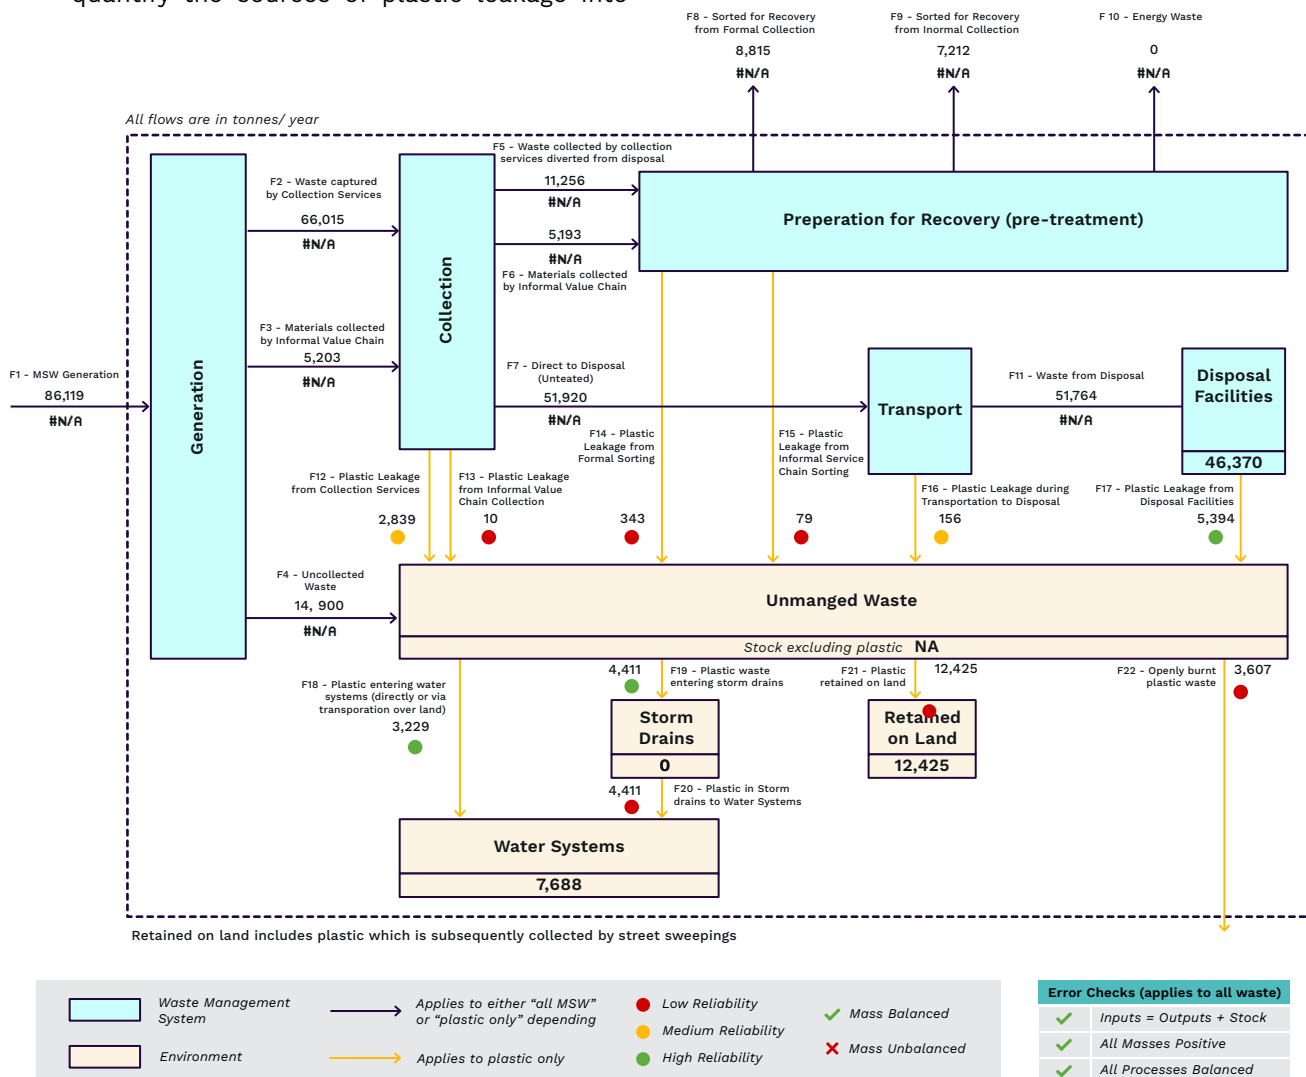 quantify the sources of plastic leakage into
F8 - Sorted for Recovery
from Formal Collection
8,815
#N/A
F9 - Sorted for Recovery
from Inormal Collection
7,212
#N/A
F 10 - Energy Waste
0
#N/A
All flows are in tonnes/ year
F1 - MSW Generation
86,119
#N/A
Generation
F2 - Waste captured
by Collection Services
66,015
#N/A
F3 - Materials collected
by Informal Value Chain
5,203
#N/A
Collection
F5 - Waste collected by collection
services diverted from disposal
11,256
#N/A
5,193
#N/A
F6 - Materials collected
by Informal Value Chain
Preperation for Recovery (pre-treatment)
F7 - Direct to Disposal
(Unteated)
51,920
#N/A
Transport
F11 - Waste from Disposal
51,764
#N/A
Disposal
Facilities
46,370
F12 - Plastic Leakage
from Collection Services
2,839
F13 - Plastic Leakage
from Informal Value
Chain Collection
10
F14 - Plastic
Leakage from
Formal Sorting
343
F15 - Plastic
Leakage from
Informal Service
Chain Sorting
79
F16 - Plastic Leakage during
Transportation to Disposal
156
F17 - Plastic Leakage from
Disposal Facilities
5,394
F4 - Uncollected
Waste
14, 900
#N/A
Unmanged Waste
Stock excluding plastic NA
F18 - Plastic entering water
systems (directly or via
transporation over land)
3,229
4,411
F19 - Plastic waste
entering storm drains
Storm
Drains
0
4,411
F20 - Plastic in Storm
drains to Water Systems
F21 - Plastic
retained on land
12,425
Retained
on Land
12,425
F22 - Openly burnt
plastic waste
3,607
Water Systems
7,688
Retained on land includes plastic which is subsequently collected by street sweepings
Waste Management
System
Environment
Applies to either “all MSW”
or “plastic only” depending
Applies to plastic only
Low Reliability
Medium Reliability
High Reliability
Mass Balanced
Mass Unbalanced
Error Checks (applies to all waste)
Inputs = Outputs + Stock
All Masses Positive
All Processes Balanced